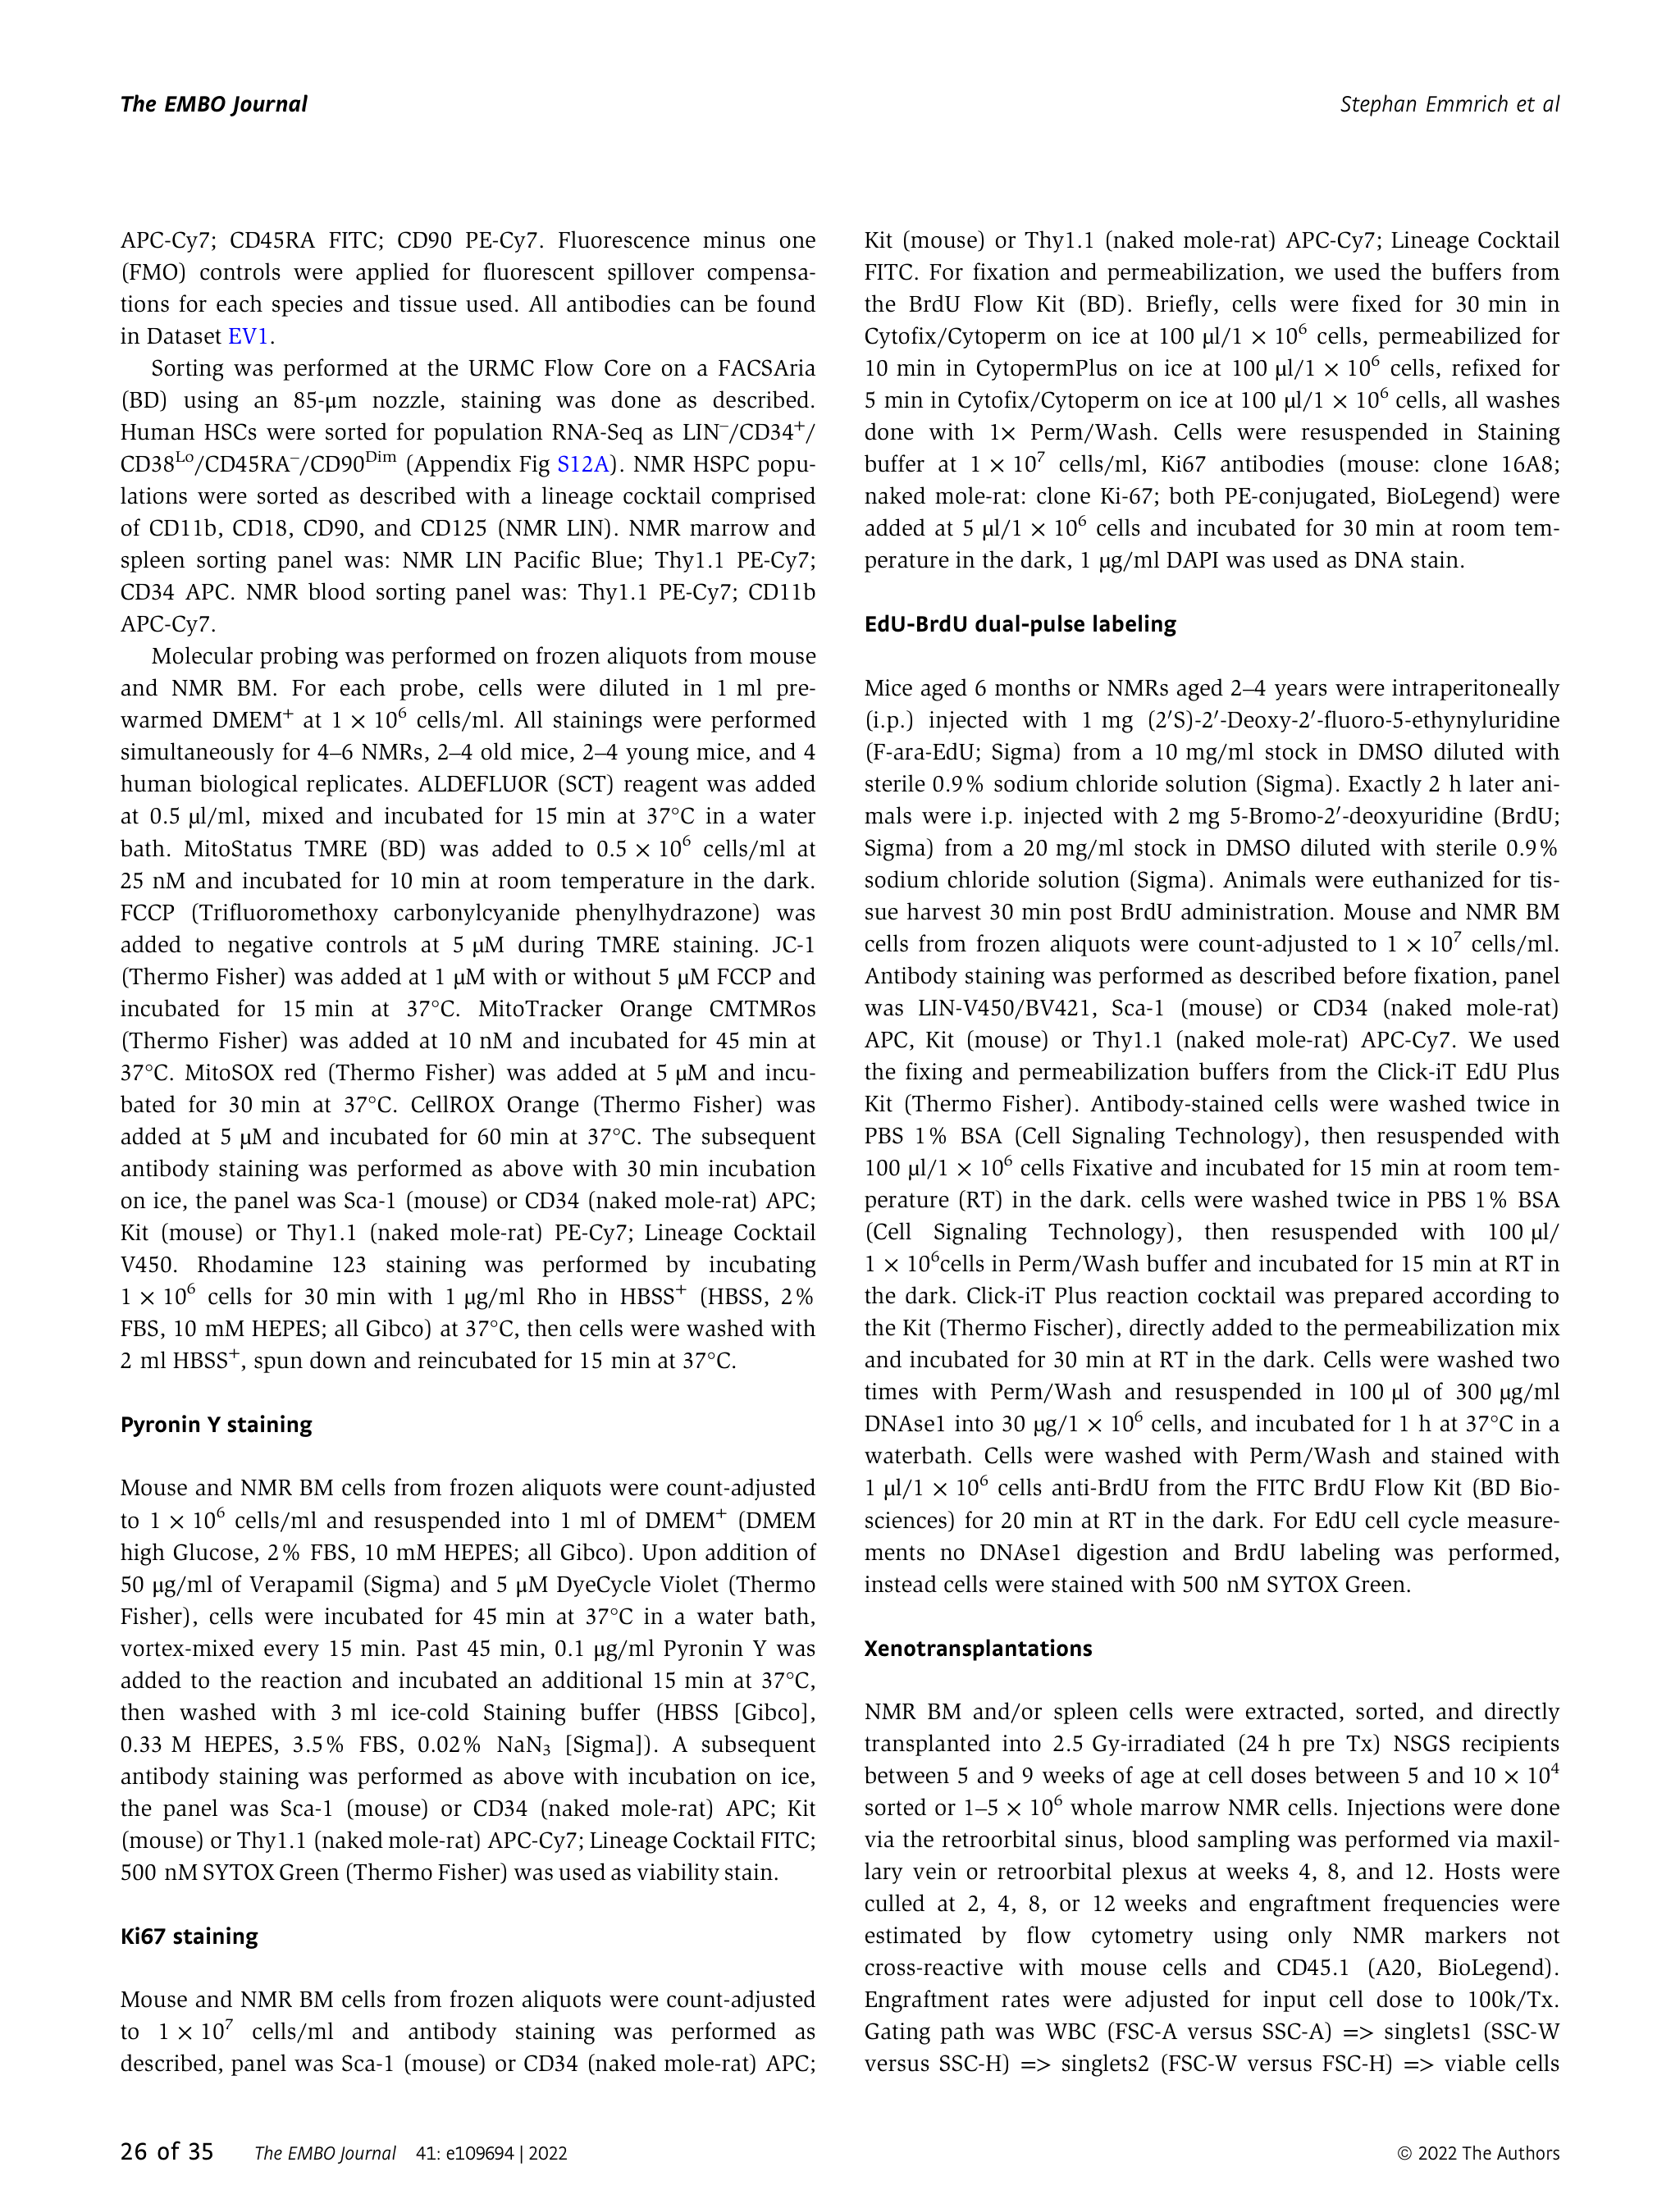 The EMBO Journal
Stephan Emmrich et al
APC-Cy7; CD45RA FITC; CD90 PE-Cy7. Fluorescence minus one
(FMO) controls were applied for fluorescent spillover compensa-
tions for each species and tissue used. All antibodies can be found
in Dataset EV1.
Sorting was performed at the URMC Flow Core on a FACSAria
(BD) using an 85-μm nozzle, staining was done as described.
Human HSCs were sorted for population RNA-Seq as LIN⁻/CD34⁺/
CD38ᴸᵒ/CD45RA⁻/CD90ᴰⁱᵐ (Appendix Fig S12A). NMR HSPC popu-
lations were sorted as described with a lineage cocktail comprised
of CD11b, CD18, CD90, and CD125 (NMR LIN). NMR marrow and
spleen sorting panel was: NMR LIN Pacific Blue; Thy1.1 PE-Cy7;
CD34 APC. NMR blood sorting panel was: Thy1.1 PE-Cy7; CD11b
APC-Cy7.
Molecular probing was performed on frozen aliquots from mouse
and NMR BM. For each probe, cells were diluted in 1 ml pre-
warmed DMEM⁺ at 1 × 10⁶ cells/ml. All stainings were performed
simultaneously for 4–6 NMRs, 2–4 old mice, 2–4 young mice, and 4
human biological replicates. ALDEFLUOR (SCT) reagent was added
at 0.5 μl/ml, mixed and incubated for 15 min at 37°C in a water
bath. MitoStatus TMRE (BD) was added to 0.5 × 10⁶ cells/ml at
25 nM and incubated for 10 min at room temperature in the dark.
FCCP (Trifluoromethoxy carbonylcyanide phenylhydrazone) was
added to negative controls at 5 μM during TMRE staining. JC-1
(Thermo Fisher) was added at 1 μM with or without 5 μM FCCP and
incubated for 15 min at 37°C. MitoTracker Orange CMTMRos
(Thermo Fisher) was added at 10 nM and incubated for 45 min at
37°C. MitoSOX red (Thermo Fisher) was added at 5 μM and incu-
bated for 30 min at 37°C. CellROX Orange (Thermo Fisher) was
added at 5 μM and incubated for 60 min at 37°C. The subsequent
antibody staining was performed as above with 30 min incubation
on ice, the panel was Sca-1 (mouse) or CD34 (naked mole-rat) APC;
Kit (mouse) or Thy1.1 (naked mole-rat) PE-Cy7; Lineage Cocktail
V450. Rhodamine 123 staining was performed by incubating
1 × 10⁶ cells for 30 min with 1 μg/ml Rho in HBSS⁺ (HBSS, 2%
FBS, 10 mM HEPES; all Gibco) at 37°C, then cells were washed with
2 ml HBSS⁺, spun down and reincubated for 15 min at 37°C.
Pyronin Y staining
Mouse and NMR BM cells from frozen aliquots were count-adjusted
to 1 × 10⁶ cells/ml and resuspended into 1 ml of DMEM⁺ (DMEM
high Glucose, 2% FBS, 10 mM HEPES; all Gibco). Upon addition of
50 μg/ml of Verapamil (Sigma) and 5 μM DyeCycle Violet (Thermo
Fisher), cells were incubated for 45 min at 37°C in a water bath,
vortex-mixed every 15 min. Past 45 min, 0.1 μg/ml Pyronin Y was
added to the reaction and incubated an additional 15 min at 37°C,
then washed with 3 ml ice-cold Staining buffer (HBSS [Gibco],
0.33 M HEPES, 3.5% FBS, 0.02% NaN₃ [Sigma]). A subsequent
antibody staining was performed as above with incubation on ice,
the panel was Sca-1 (mouse) or CD34 (naked mole-rat) APC; Kit
(mouse) or Thy1.1 (naked mole-rat) APC-Cy7; Lineage Cocktail FITC;
500 nM SYTOX Green (Thermo Fisher) was used as viability stain.
Ki67 staining
Mouse and NMR BM cells from frozen aliquots were count-adjusted
to 1 × 10⁷ cells/ml and antibody staining was performed as
described, panel was Sca-1 (mouse) or CD34 (naked mole-rat) APC;
Kit (mouse) or Thy1.1 (naked mole-rat) APC-Cy7; Lineage Cocktail
FITC. For fixation and permeabilization, we used the buffers from
the BrdU Flow Kit (BD). Briefly, cells were fixed for 30 min in
Cytofix/Cytoperm on ice at 100 μl/1 × 10⁶ cells, permeabilized for
10 min in CytopermPlus on ice at 100 μl/1 × 10⁶ cells, refixed for
5 min in Cytofix/Cytoperm on ice at 100 μl/1 × 10⁶ cells, all washes
done with 1× Perm/Wash. Cells were resuspended in Staining
buffer at 1 × 10⁷ cells/ml, Ki67 antibodies (mouse: clone 16A8;
naked mole-rat: clone Ki-67; both PE-conjugated, BioLegend) were
added at 5 μl/1 × 10⁶ cells and incubated for 30 min at room tem-
perature in the dark, 1 μg/ml DAPI was used as DNA stain.
EdU-BrdU dual-pulse labeling
Mice aged 6 months or NMRs aged 2–4 years were intraperitoneally
(i.p.) injected with 1 mg (2′S)-2′-Deoxy-2′-fluoro-5-ethynyluridine
(F-ara-EdU; Sigma) from a 10 mg/ml stock in DMSO diluted with
sterile 0.9% sodium chloride solution (Sigma). Exactly 2 h later ani-
mals were i.p. injected with 2 mg 5-Bromo-2′-deoxyuridine (BrdU;
Sigma) from a 20 mg/ml stock in DMSO diluted with sterile 0.9%
sodium chloride solution (Sigma). Animals were euthanized for tis-
sue harvest 30 min post BrdU administration. Mouse and NMR BM
cells from frozen aliquots were count-adjusted to 1 × 10⁷ cells/ml.
Antibody staining was performed as described before fixation, panel
was LIN-V450/BV421, Sca-1 (mouse) or CD34 (naked mole-rat)
APC, Kit (mouse) or Thy1.1 (naked mole-rat) APC-Cy7. We used
the fixing and permeabilization buffers from the Click-iT EdU Plus
Kit (Thermo Fisher). Antibody-stained cells were washed twice in
PBS 1% BSA (Cell Signaling Technology), then resuspended with
100 μl/1 × 10⁶ cells Fixative and incubated for 15 min at room tem-
perature (RT) in the dark. cells were washed twice in PBS 1% BSA
(Cell Signaling Technology), then resuspended with 100 μl/
1 × 10⁶cells in Perm/Wash buffer and incubated for 15 min at RT in
the dark. Click-iT Plus reaction cocktail was prepared according to
the Kit (Thermo Fischer), directly added to the permeabilization mix
and incubated for 30 min at RT in the dark. Cells were washed two
times with Perm/Wash and resuspended in 100 μl of 300 μg/ml
DNAse1 into 30 μg/1 × 10⁶ cells, and incubated for 1 h at 37°C in a
waterbath. Cells were washed with Perm/Wash and stained with
1 μl/1 × 10⁶ cells anti-BrdU from the FITC BrdU Flow Kit (BD Bio-
sciences) for 20 min at RT in the dark. For EdU cell cycle measure-
ments no DNAse1 digestion and BrdU labeling was performed,
instead cells were stained with 500 nM SYTOX Green.
Xenotransplantations
NMR BM and/or spleen cells were extracted, sorted, and directly
transplanted into 2.5 Gy-irradiated (24 h pre Tx) NSGS recipients
between 5 and 9 weeks of age at cell doses between 5 and 10 × 10⁴
sorted or 1–5 × 10⁶ whole marrow NMR cells. Injections were done
via the retroorbital sinus, blood sampling was performed via maxil-
lary vein or retroorbital plexus at weeks 4, 8, and 12. Hosts were
culled at 2, 4, 8, or 12 weeks and engraftment frequencies were
estimated by flow cytometry using only NMR markers not
cross-reactive with mouse cells and CD45.1 (A20, BioLegend).
Engraftment rates were adjusted for input cell dose to 100k/Tx.
Gating path was WBC (FSC-A versus SSC-A) => singlets1 (SSC-W
versus SSC-H) => singlets2 (FSC-W versus FSC-H) => viable cells
26 of 35 The EMBO Journal 41: e109694 | 2022
© 2022 The Authors